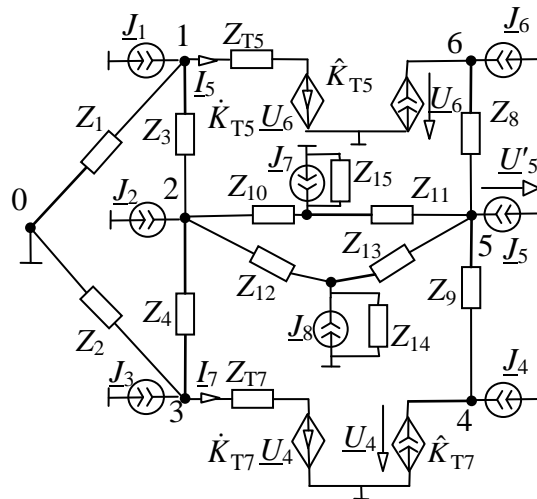 J1 1 ZT5 6 J6
I5 K̂T5
Z1 Z3 K̇T5 U6 U6 Z8
J7 U'5
0 J2 2 Z10 Z15 Z11
Z13 5 J5
Z12
Z2 Z4 J8 Z14 Z9
J3 I7 ZT7 J4
3 U4 4
K̇T7 U4 K̂T7